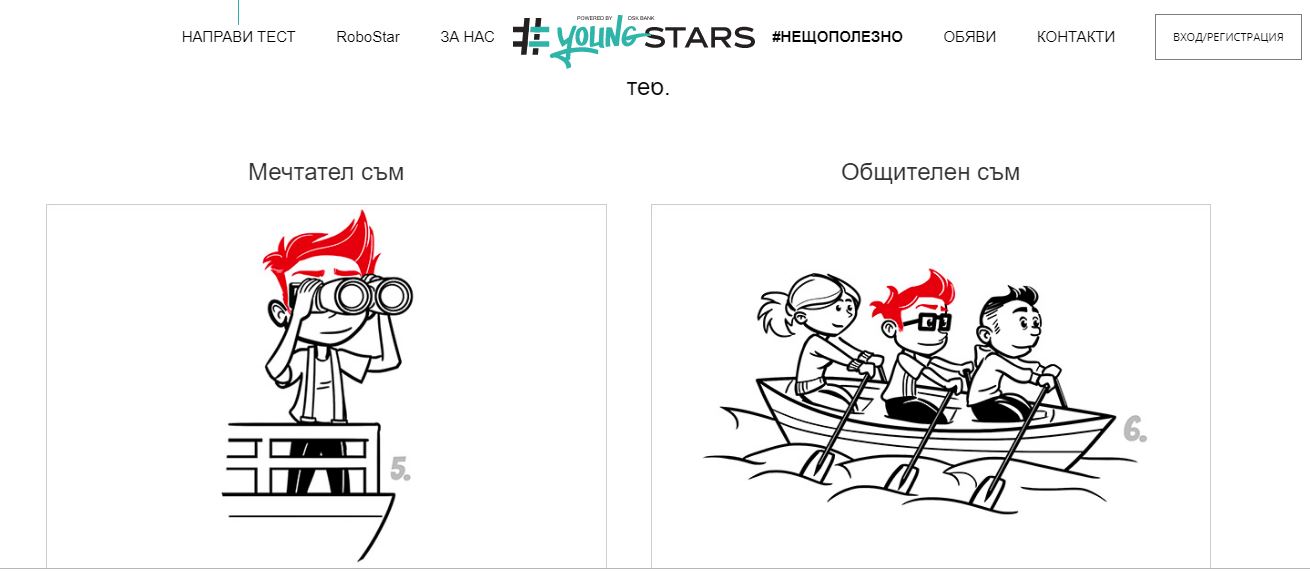 НАПРАВИ ТЕСТ
RoboStar
ЗА НАС
POWERED BY DSK BANK
# YOUNG STARS
#НЕЩОПОЛЕЗНО
ОБЯВИ
КОНТАКТИ
ВХОД/РЕГИСТРАЦИЯ
теб.
Мечтател съм
Общителен съм
5.
6.